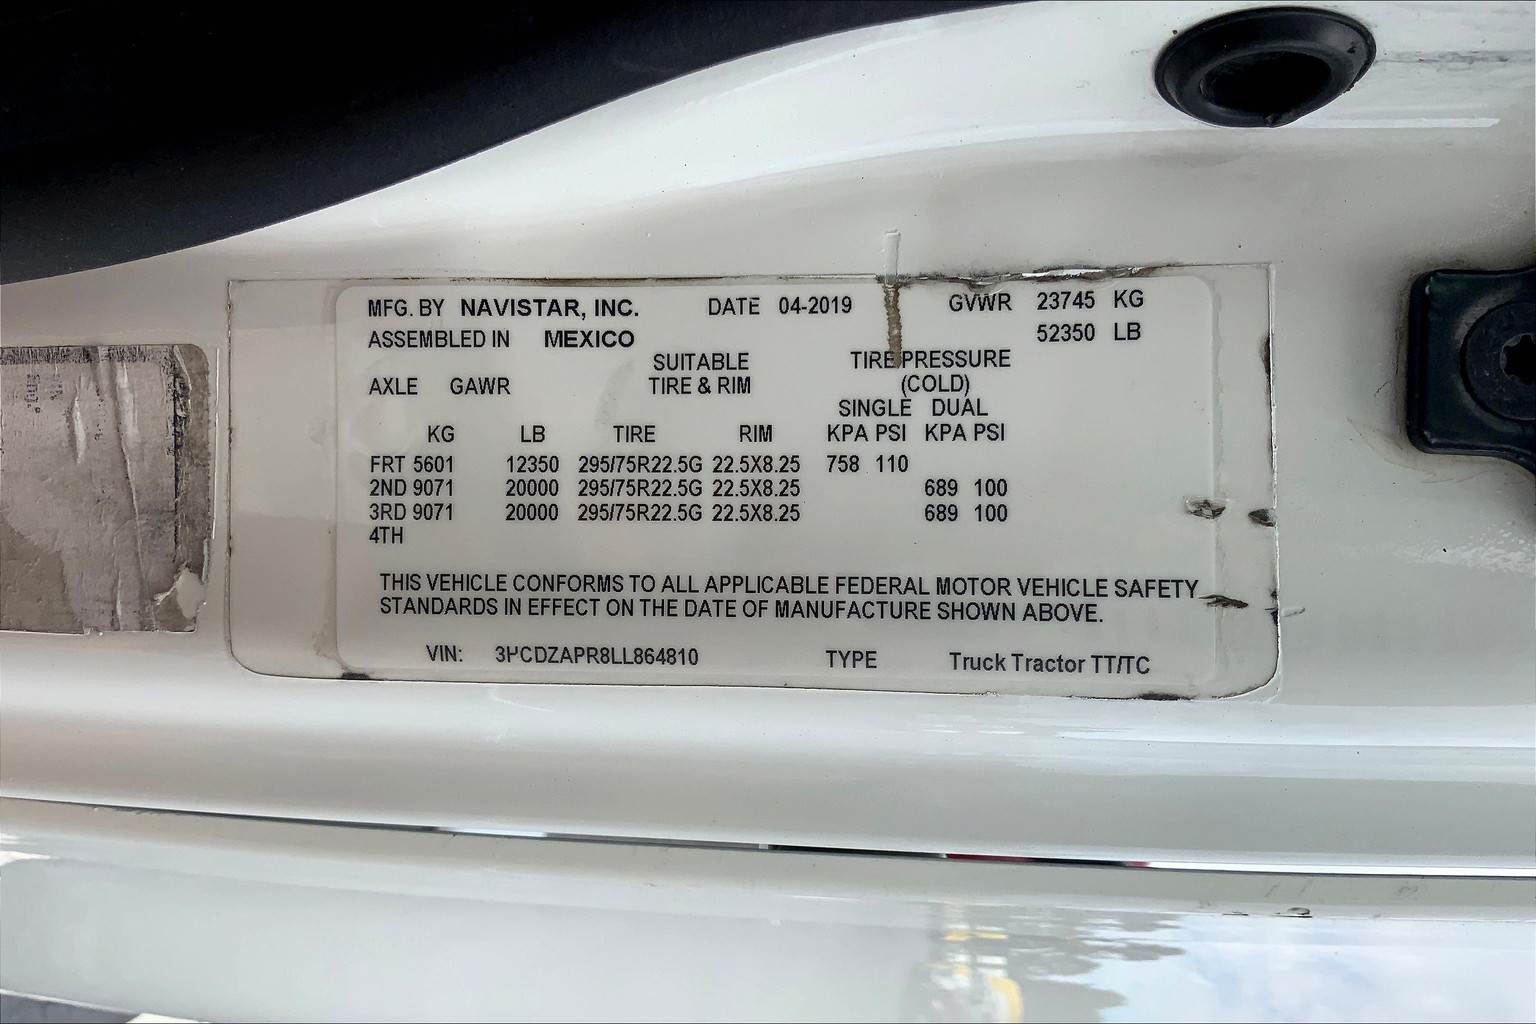 MFG. BY NAVISTAR, INC. DATE 04-2019 GVWR 23745 KG
ASSEMBLED IN MEXICO 52350 LB
SUITABLE TIRE PRESSURE
AXLE GAWR TIRE & RIM (COLD)
SINGLE DUAL
KG LB TIRE RIM KPA PSI KPA PSI
FRT 5601 12350 295/75R22.5G 22.5X8.25 758 110
2ND 9071 20000 295/75R22.5G 22.5X8.25 689 100
3RD 9071 20000 295/75R22.5G 22.5X8.25 689 100
4TH
THIS VEHICLE CONFORMS TO ALL APPLICABLE FEDERAL MOTOR VEHICLE SAFETY
STANDARDS IN EFFECT ON THE DATE OF MANUFACTURE SHOWN ABOVE.
VIN: 3HCDZAPR8LL864810 TYPE Truck Tractor TT/TC